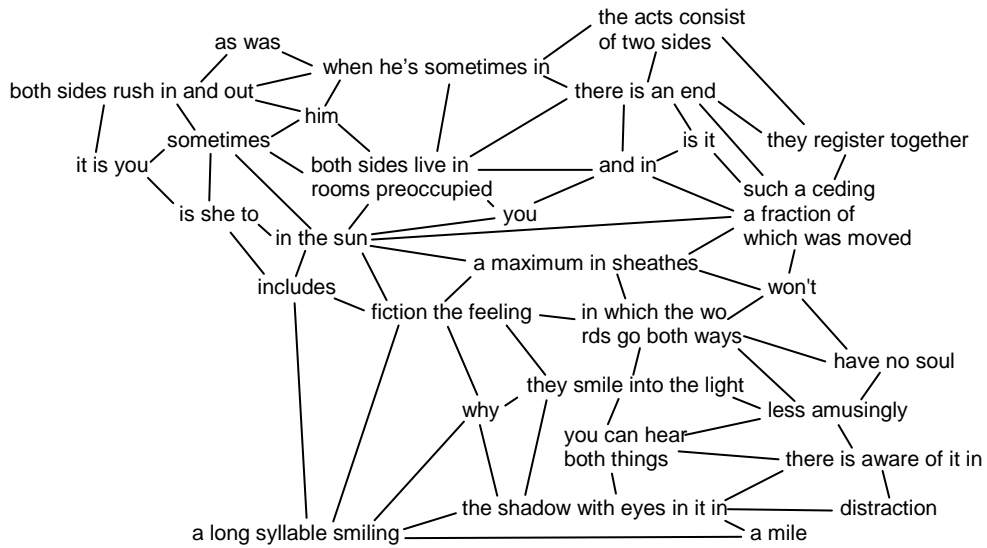 the acts consist
of two sides
as was
when he's sometimes in
both sides rush in and out
there is an end
him
sometimes
is it
they register together
it is you
both sides live in
rooms preoccupied
and in
such a ceding
a fraction of
which was moved
is she to
you
in the sun
a maximum in sheathes
includes
won't
fiction the feeling
in which the wo
rds go both ways
have no soul
they smile into the light
why
less amusingly
you can hear
both things
there is aware of it in
the shadow with eyes in it in
distraction
a long syllable smiling
a mile